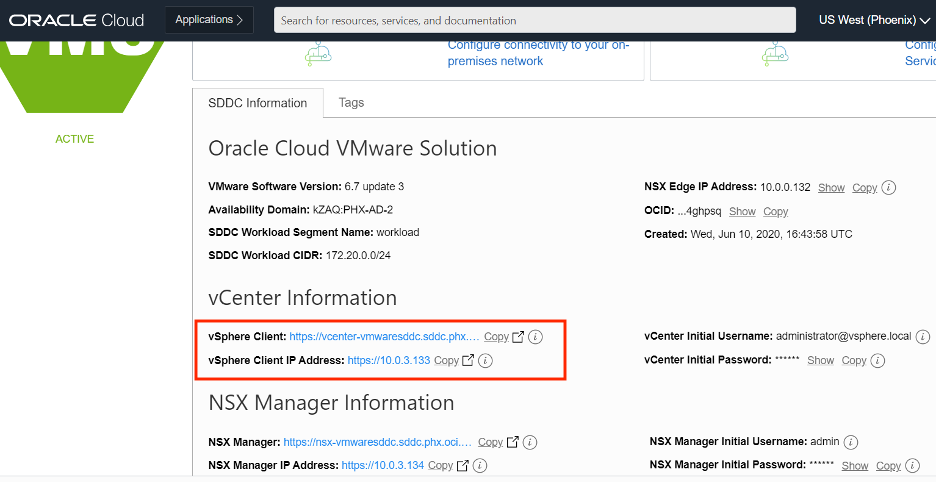 ORACLE Cloud Applications Search for resources, services, and documentation US West (Phoenix)
Configure connectivity to your on-
premises network
ACTIVE
SDDC Information Tags
Oracle Cloud VMware Solution
VMware Software Version: 6.7 update 3
Availability Domain: kZAQ:PHX-AD-2
SDDC Workload Segment Name: workload
SDDC Workload CIDR: 172.20.0.0/24
NSX Edge IP Address: 10.0.0.132 Show Copy
OCID: ...4ghpsq Show Copy
Created: Wed, Jun 10, 2020, 16:43:58 UTC
vCenter Information
vSphere Client: https://vcenter-vmwaresddc.sddc.phx.... Copy
vSphere Client IP Address: https://10.0.3.133 Copy
vCenter Initial Username: administrator@vsphere.local
vCenter Initial Password: ****** Show Copy
NSX Manager Information
NSX Manager: https://nsx-vmwaresddc.sddc.phx.oci.... Copy
NSX Manager IP Address: https://10.0.3.134 Copy
NSX Manager Initial Username: admin
NSX Manager Initial Password: ****** Show Copy